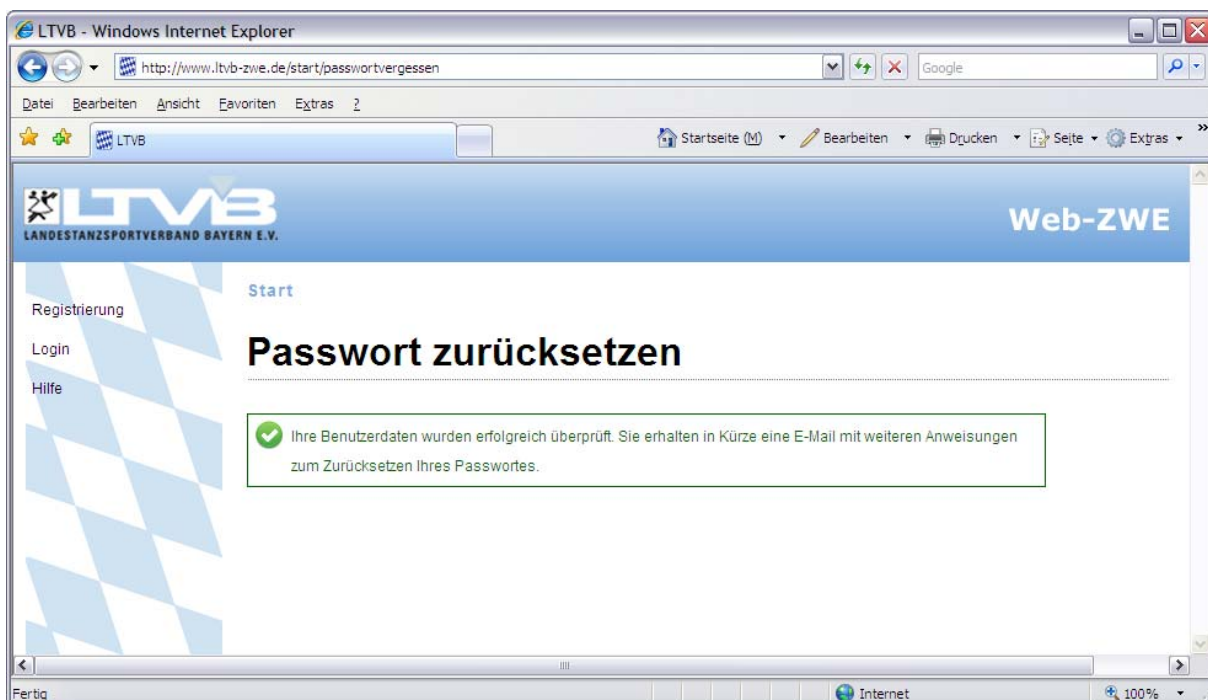 LTVB - Windows Internet Explorer
http://www.ltvb-zwe.de/start/passwortvergessen
Google
Datei Bearbeiten Ansicht Favoriten Extras ?
LTVB
Startseite (M) Bearbeiten Drucken Seite Extras »
LTVB
LANDESTANZSPORTVERBAND BAYERN E.V.
Web-ZWE
Start
Registrierung
Login
Hilfe
Passwort zurücksetzen
Ihre Benutzerdaten wurden erfolgreich überprüft. Sie erhalten in Kürze eine E-Mail mit weiteren Anweisungen
zum Zurücksetzen Ihres Passwortes.
Fertig
Internet
100%